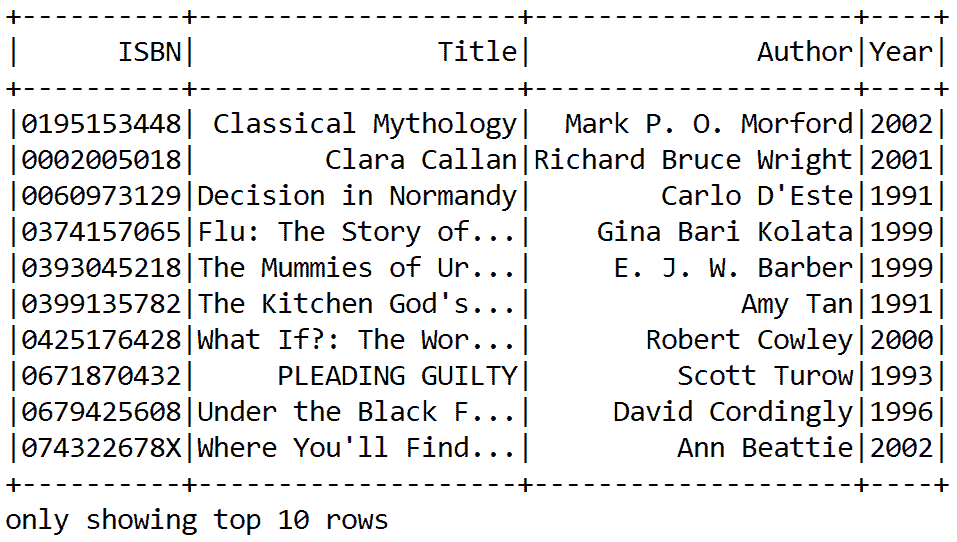 +----------+--------------------+--------------------+----+
|      ISBN|               Title|              Author|Year|
+----------+--------------------+--------------------+----+
|0195153448| Classical Mythology|  Mark P. O. Morford|2002|
|0002005018|        Clara Callan|Richard Bruce Wright|2001|
|0060973129|Decision in Normandy|        Carlo D'Este|1991|
|0374157065|Flu: The Story of...|    Gina Bari Kolata|1999|
|0393045218|The Mummies of Ur...|     E. J. W. Barber|1999|
|0399135782|The Kitchen God's...|             Amy Tan|1991|
|0425176428|What If?: The Wor...|       Robert Cowley|2000|
|0671870432|     PLEADING GUILTY|         Scott Turow|1993|
|0679425608|Under the Black F...|     David Cordingly|1996|
|074322678X|Where You'll Find...|         Ann Beattie|2002|
+----------+--------------------+--------------------+----+
only showing top 10 rows